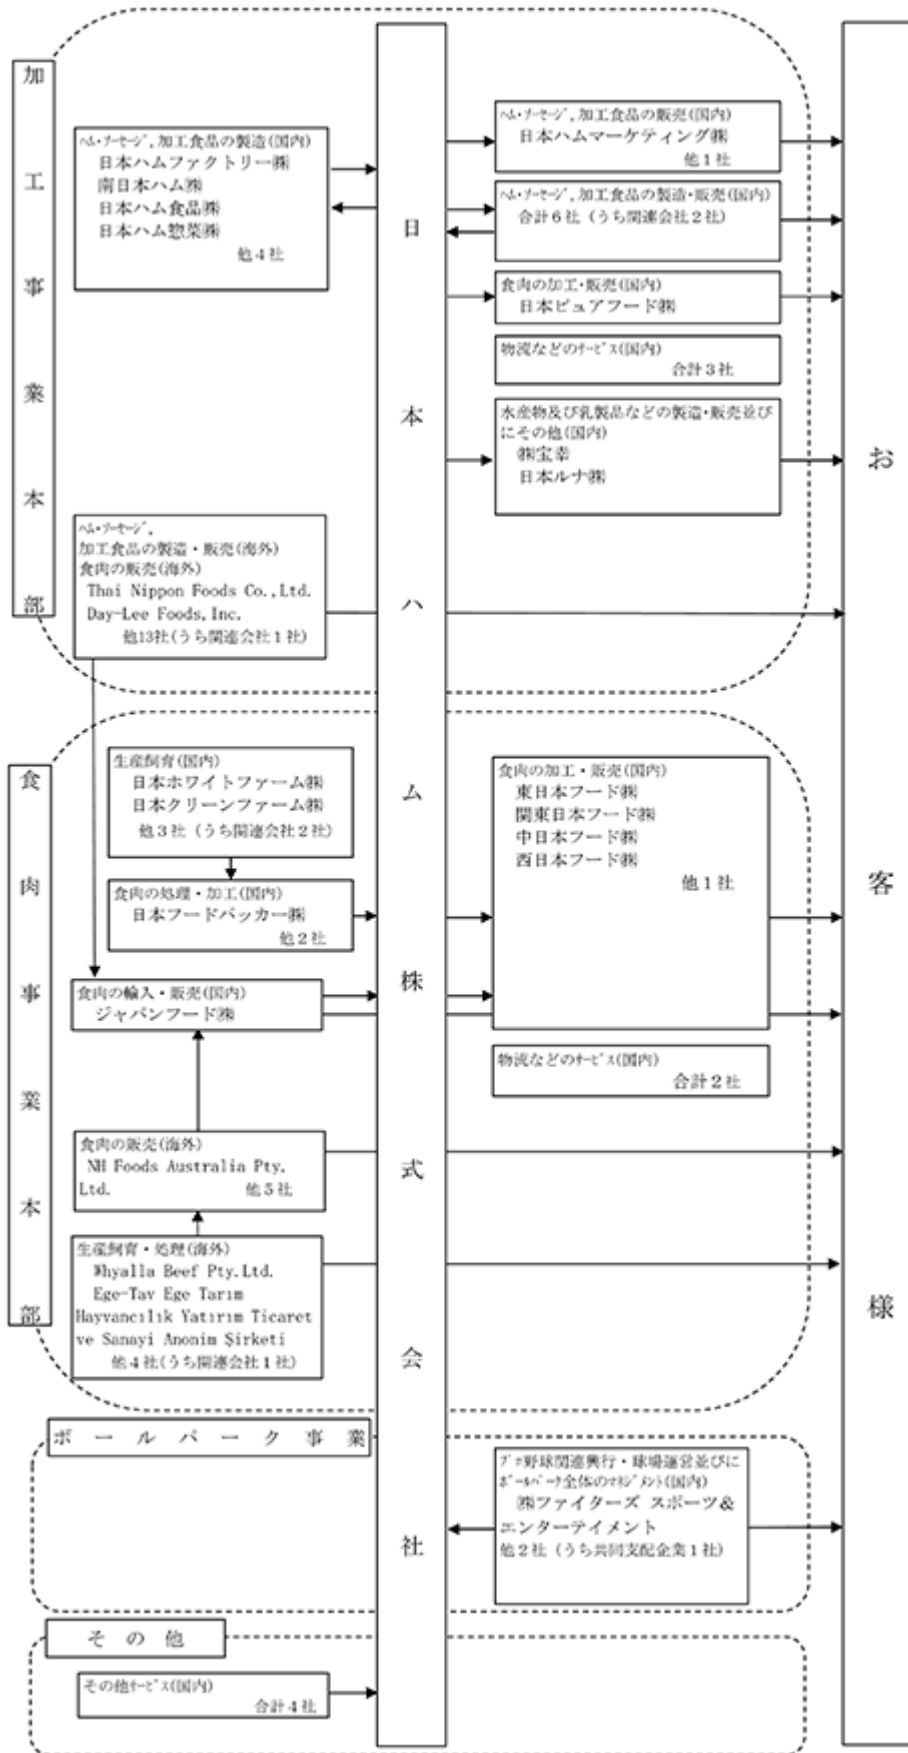 加工事業本部
ハム・ソーセージ，加工食品の製造(国内)
日本ハムファクトリー㈱
南日本ハム㈱
日本ハム食品㈱
日本ハム惣菜㈱
他４社
ハム・ソーセージ，
加工食品の製造・販売(海外)
食肉の販売(海外)
Thai Nippon Foods Co.,Ltd.
Day-Lee Foods,Inc.
他13社(うち関連会社１社)
日本ハム株式会社
ハム・ソーセージ，加工食品の販売(国内)
日本ハムマーケティング㈱
他１社
ハム・ソーセージ，加工食品の製造・販売(国内)
合計６社（うち関連会社２社）
食肉の加工・販売(国内)
日本ピュアフード㈱
物流などのサービス(国内)
合計３社
水産物及び乳製品などの製造・販売並び
にその他(国内)
㈱宝幸
日本ルナ㈱
お客様
食肉事業本部
生産飼育(国内)
日本ホワイトファーム㈱
日本クリーンファーム㈱
他３社（うち関連会社２社）
食肉の処理・加工(国内)
日本フードパッカー㈱
他２社
食肉の輸入・販売(国内)
ジャパンフード㈱
食肉の販売(海外)
NH Foods Australia Pty.
Ltd. 他５社
生産飼育・処理(海外)
Whyalla Beef Pty.Ltd.
Ege-Tav Ege Tarım
Hayvancılık Yatırım Ticaret
ve Sanayi Anonim Şirketi
他４社(うち関連会社１社)
食肉の加工・販売(国内)
東日本フード㈱
関東日本フード㈱
中日本フード㈱
西日本フード㈱
他１社
物流などのサービス(国内)
合計２社
ボールパーク事業
プロ野球関連興行・球場運営並びに
ボールパーク全体のマネジメント(国内)
㈱ファイターズ スポーツ＆
エンターテイメント
他２社（うち共同支配企業１社）
その他
その他サービス(国内)
合計４社